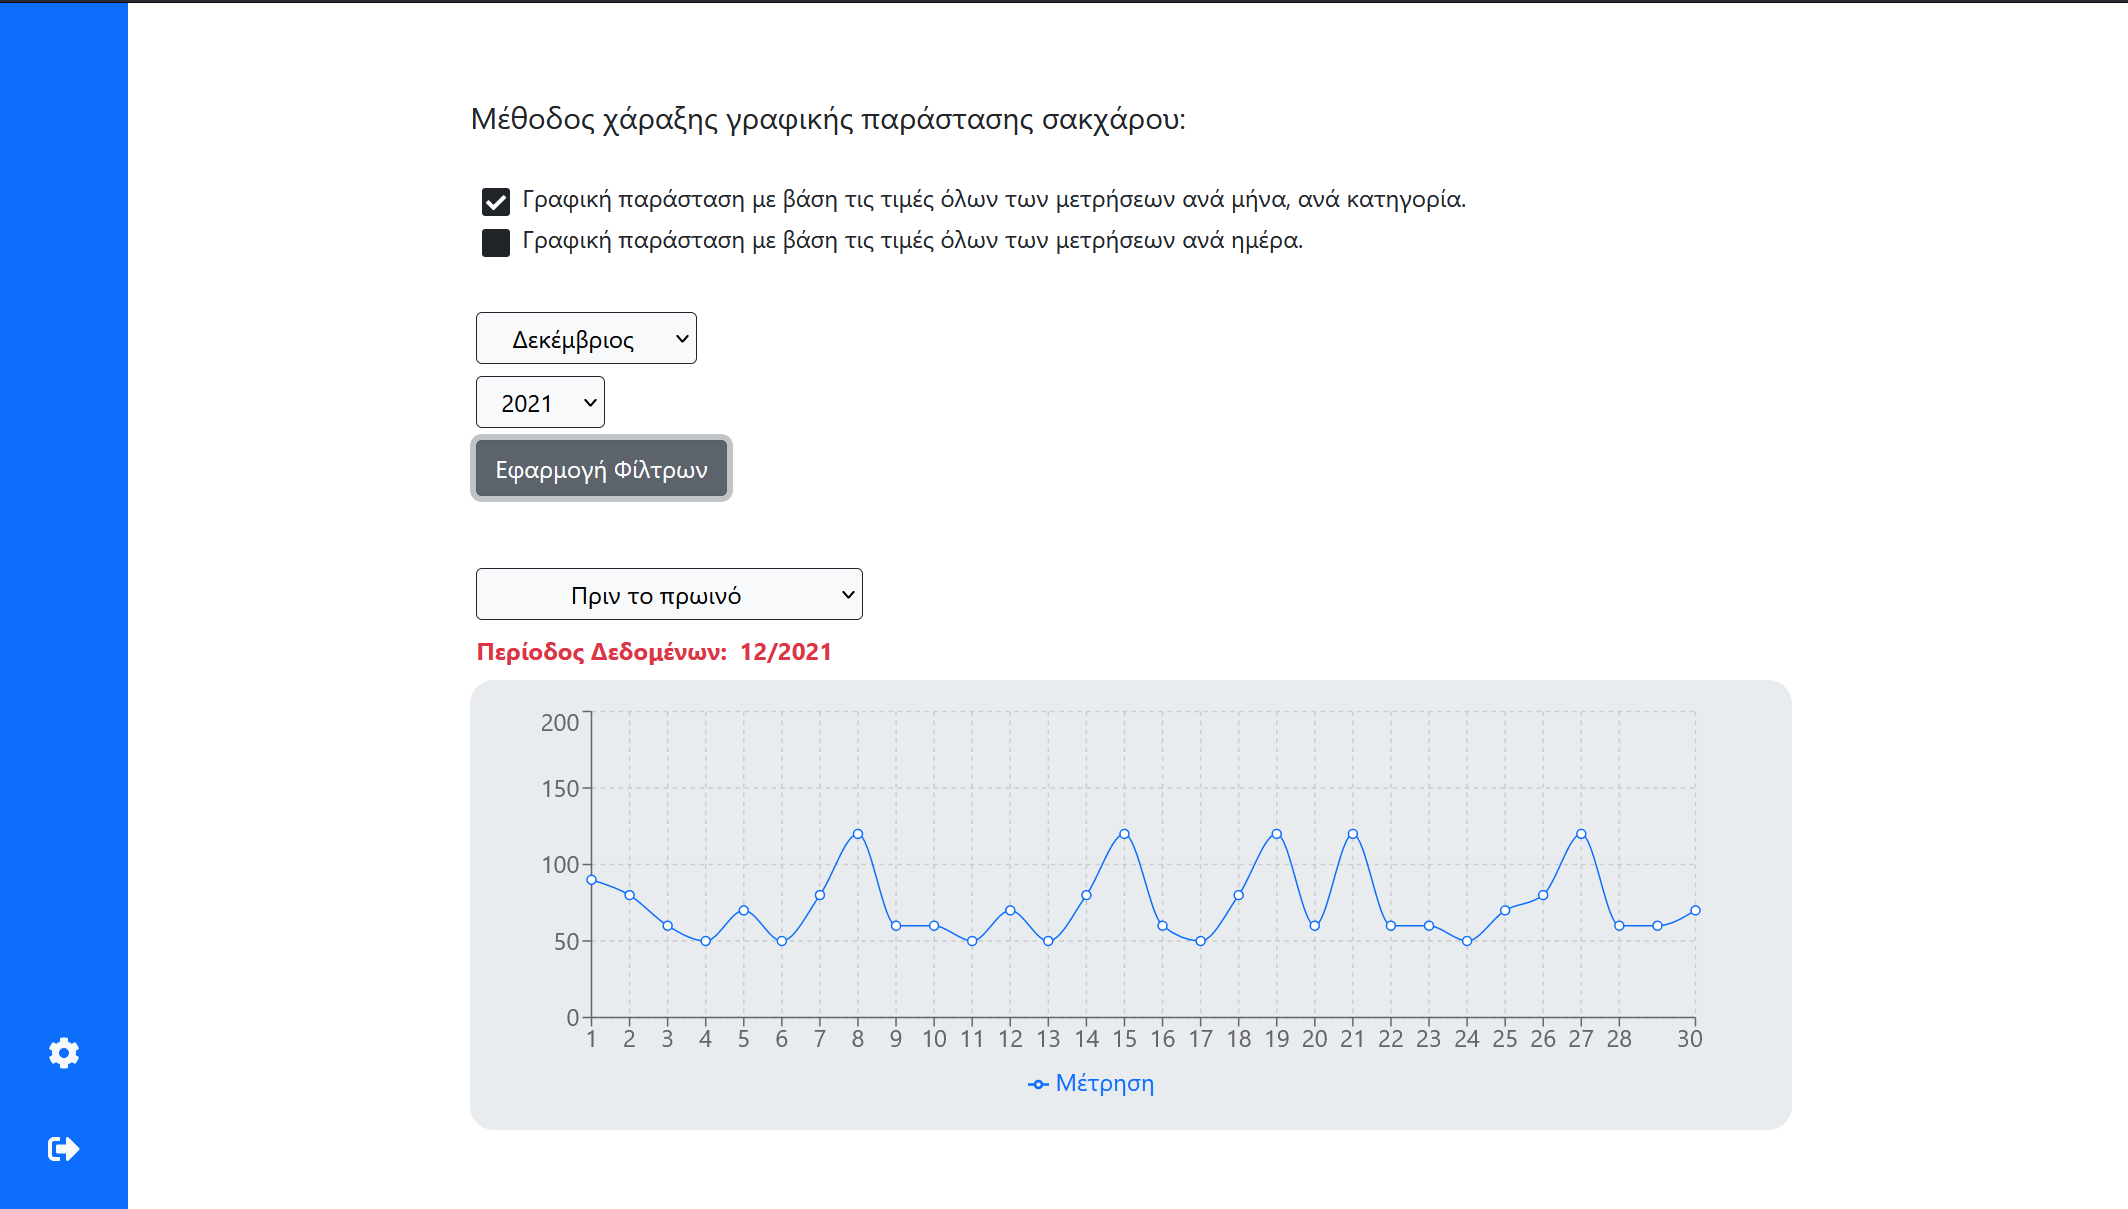 Μέθοδος χάραξης γραφικής παράστασης σακχάρου:
Γραφική παράσταση με βάση τις τιμές όλων των μετρήσεων ανά μήνα, ανά κατηγορία.
Γραφική παράσταση με βάση τις τιμές όλων των μετρήσεων ανά ημέρα.
Δεκέμβριος
2021
Εφαρμογή Φίλτρων
Πριν το πρωινό
Περίοδος Δεδομένων: 12/2021
200
150
100
50
0
1 2 3 4 5 6 7 8 9 10 11 12 13 14 15 16 17 18 19 20 21 22 23 24 25 26 27 28 30
Μέτρηση